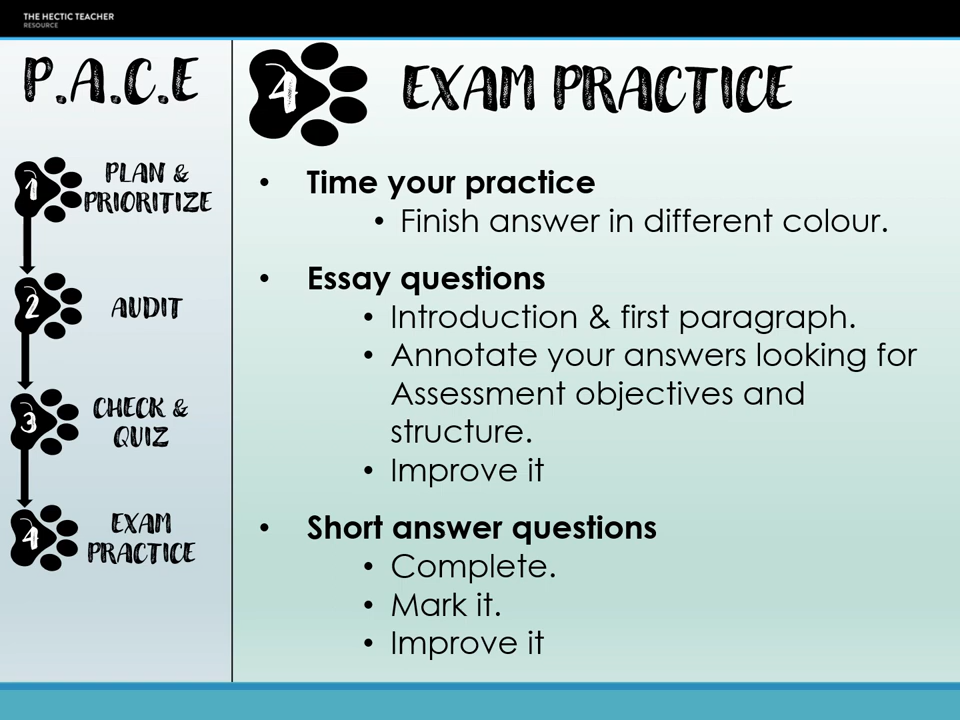 THE HECTIC TEACHER
RESOURCE
P.A.C.E
1
PLAN &
PRIORITIZE
2
AUDIT
3
CHECK &
QUIZ
4
EXAM
PRACTICE
4
EXAM PRACTICE
• Time your practice
• Finish answer in different colour.
• Essay questions
• Introduction & first paragraph.
• Annotate your answers looking for
Assessment objectives and
structure.
• Improve it
• Short answer questions
• Complete.
• Mark it.
• Improve it